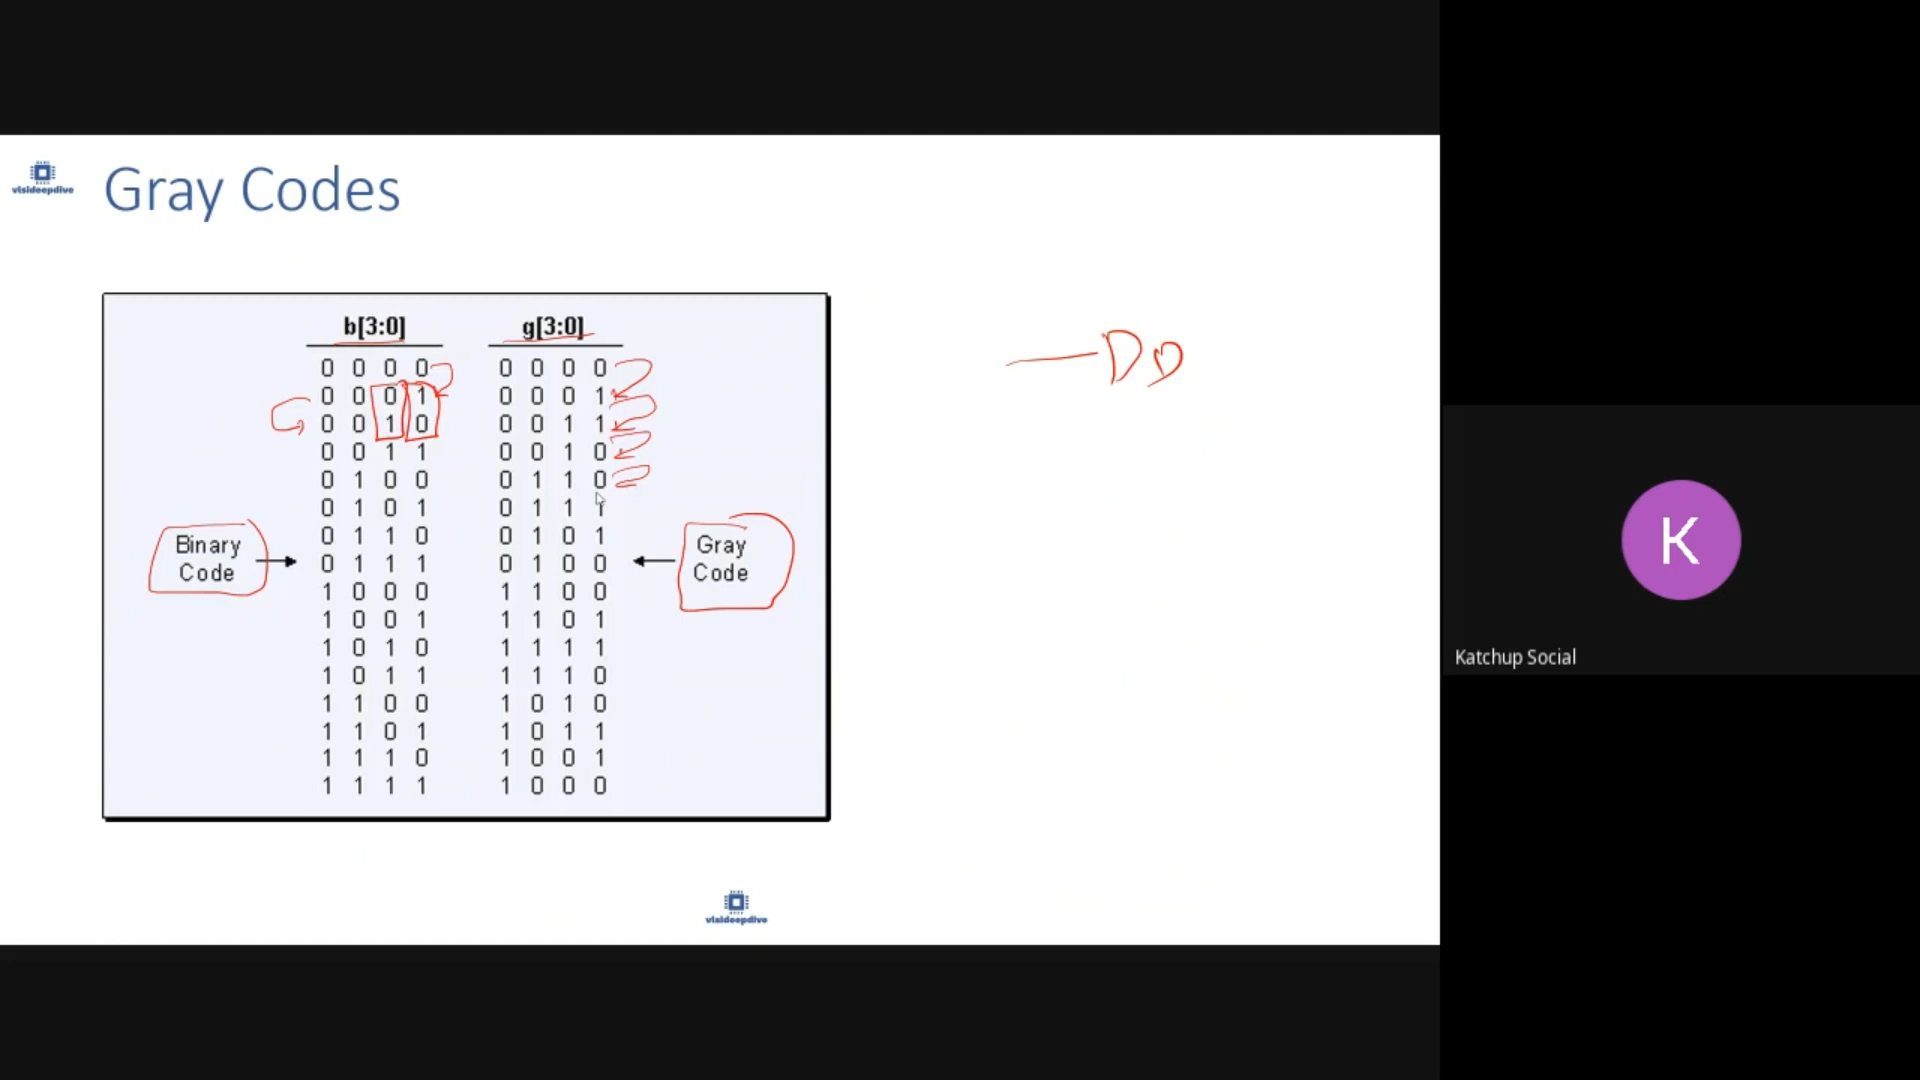 vlsideepdive
Gray Codes
b[3:0] g[3:0]
0 0 0 0 0 0 0 0
0 0 0 1 0 0 0 1
0 0 1 0 0 0 1 1
0 0 1 1 0 0 1 0
0 1 0 0 0 1 1 0
0 1 0 1 0 1 1 1
0 1 1 0 0 1 0 1
0 1 1 1 0 1 0 0
1 0 0 0 1 1 0 0
1 0 0 1 1 1 0 1
1 0 1 0 1 1 1 1
1 0 1 1 1 1 1 0
1 1 0 0 1 0 1 0
1 1 0 1 1 0 1 1
1 1 1 0 1 0 0 1
1 1 1 1 1 0 0 0
Binary
Code
Gray
Code
vlsideepdive
K
Katchup Social